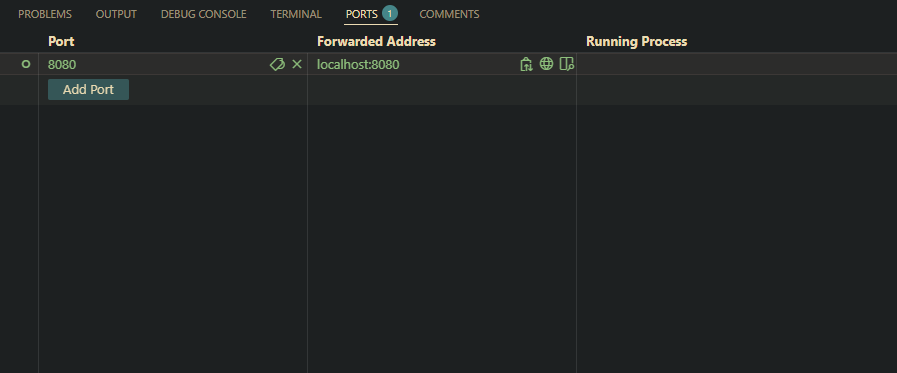 PROBLEMS OUTPUT DEBUG CONSOLE TERMINAL PORTS 1 COMMENTS
Port Forwarded Address Running Process
8080 localhost:8080
Add Port